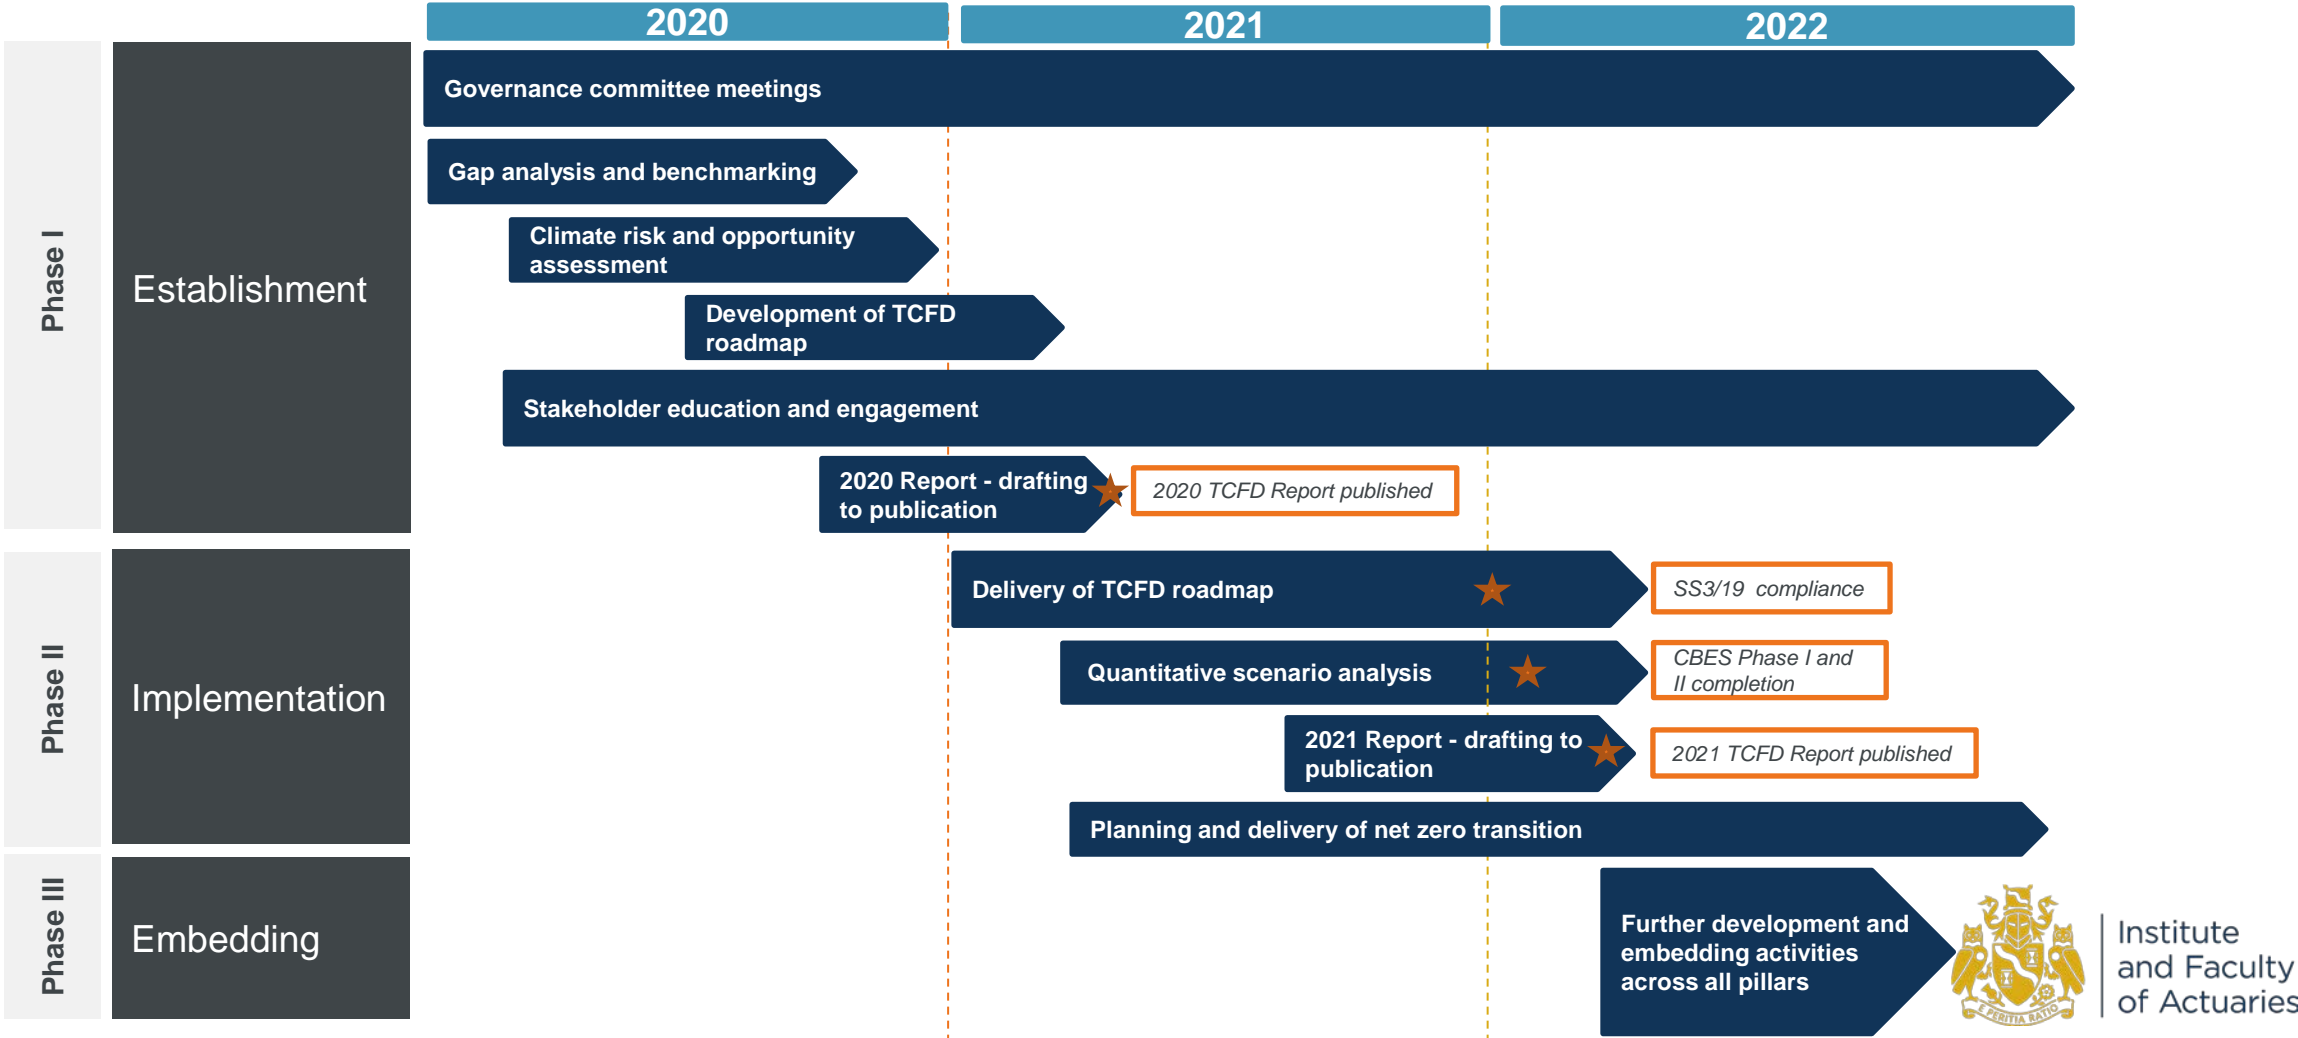 2020
2021
2022
Phase I
Establishment
Governance committee meetings
Gap analysis and benchmarking
Climate risk and opportunity
assessment
Development of TCFD
roadmap
Stakeholder education and engagement
2020 Report - drafting
to publication
2020 TCFD Report published
Phase II
Implementation
Delivery of TCFD roadmap
SS3/19 compliance
Quantitative scenario analysis
CBES Phase I and
II completion
2021 Report - drafting to
publication
2021 TCFD Report published
Planning and delivery of net zero transition
Phase III
Embedding
Further development and
embedding activities
across all pillars
E PERITIA RATIO
Institute
and Faculty
of Actuaries